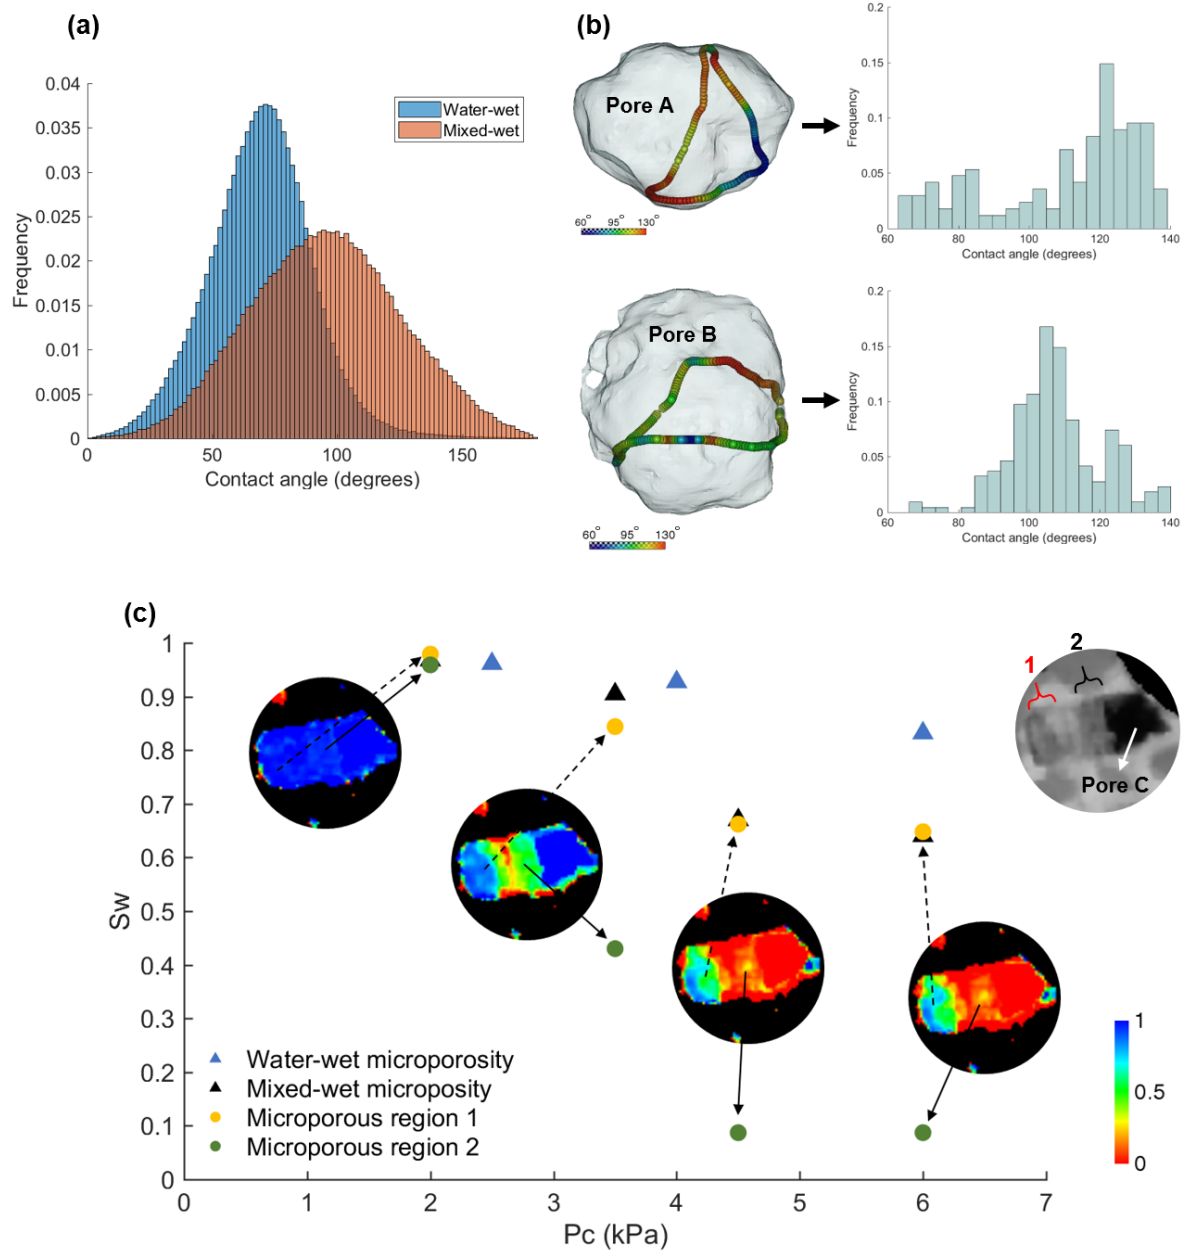 (a)
0.04
0.035
0.03
0.025
0.02
0.015
0.01
0.005
0
Frequency
0
50
100
150
Contact angle (degrees)
Water-wet
Mixed-wet
(b)
Pore A
60° 95° 130°
0.2
0.15
0.1
0.05
0
Frequency
60 80 100 120 140
Contact angle (degrees)
Pore B
60° 95° 130°
0.2
0.15
0.1
0.05
0
Frequency
60 80 100 120 140
Contact angle (degrees)
(c)
1
0.9
0.8
0.7
0.6
0.5
0.4
0.3
0.2
0.1
0
Sw
0 1 2 3 4 5 6 7
Pc (kPa)
Water-wet microporosity
Mixed-wet microposity
Microporous region 1
Microporous region 2
1
2
Pore C
1
0.5
0